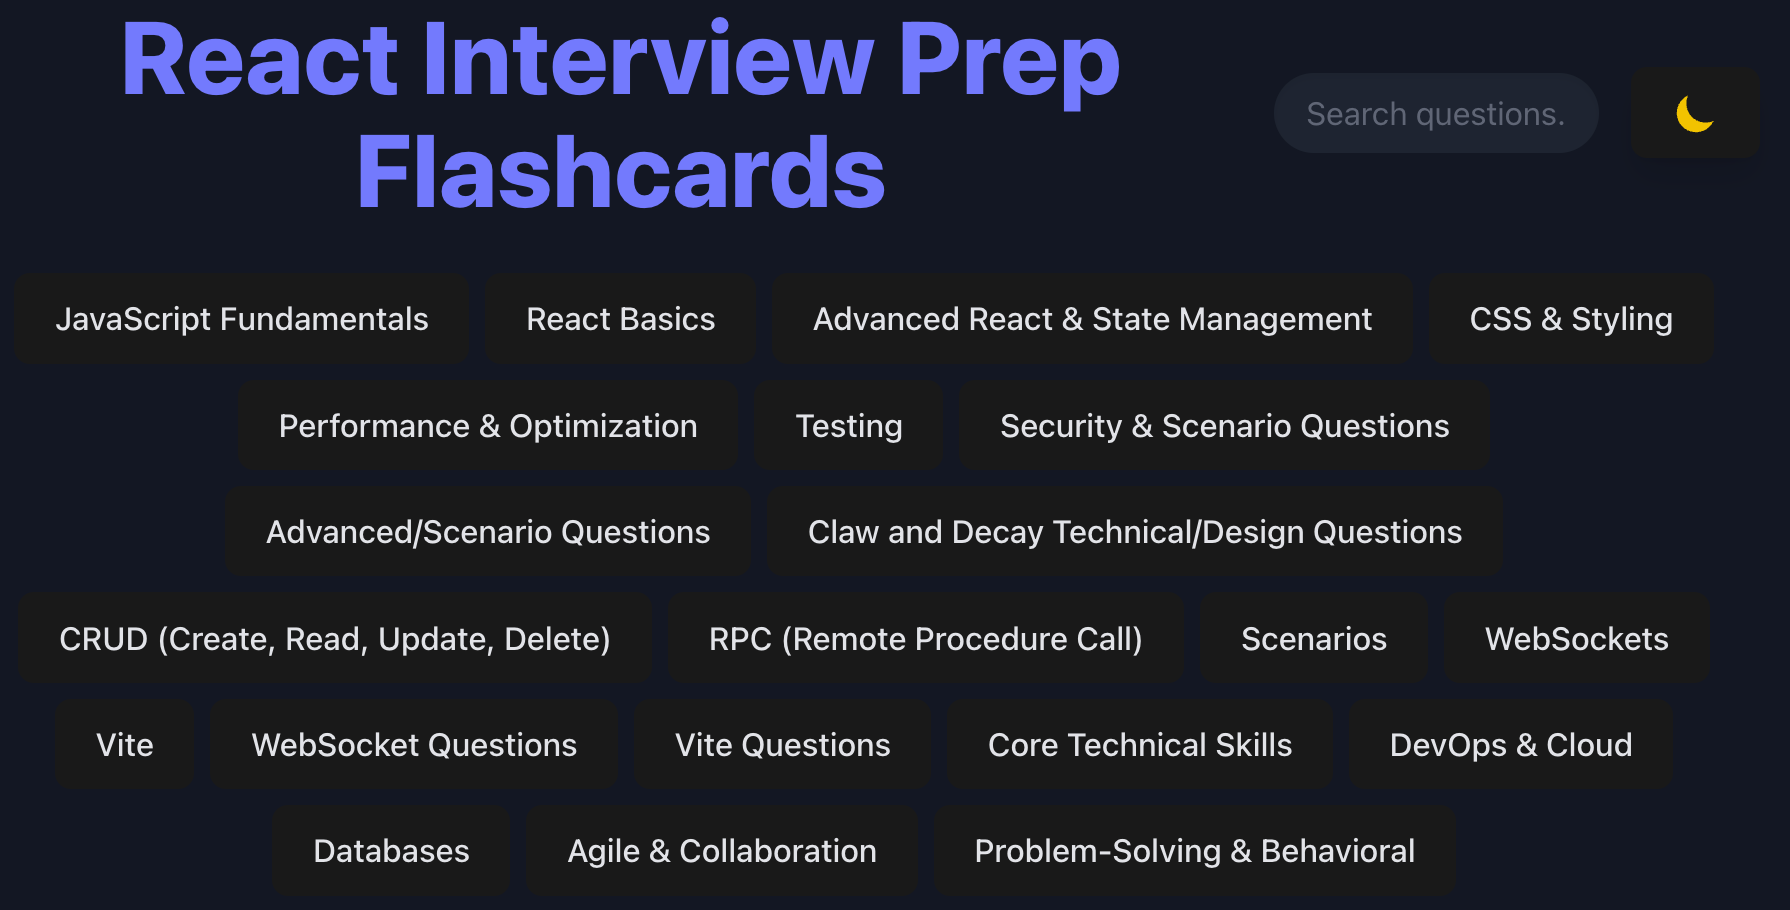 React Interview Prep
Flashcards
Search questions.
JavaScript Fundamentals
React Basics
Advanced React & State Management
CSS & Styling
Performance & Optimization
Testing
Security & Scenario Questions
Advanced/Scenario Questions
Claw and Decay Technical/Design Questions
CRUD (Create, Read, Update, Delete)
RPC (Remote Procedure Call)
Scenarios
WebSockets
Vite
WebSocket Questions
Vite Questions
Core Technical Skills
DevOps & Cloud
Databases
Agile & Collaboration
Problem-Solving & Behavioral